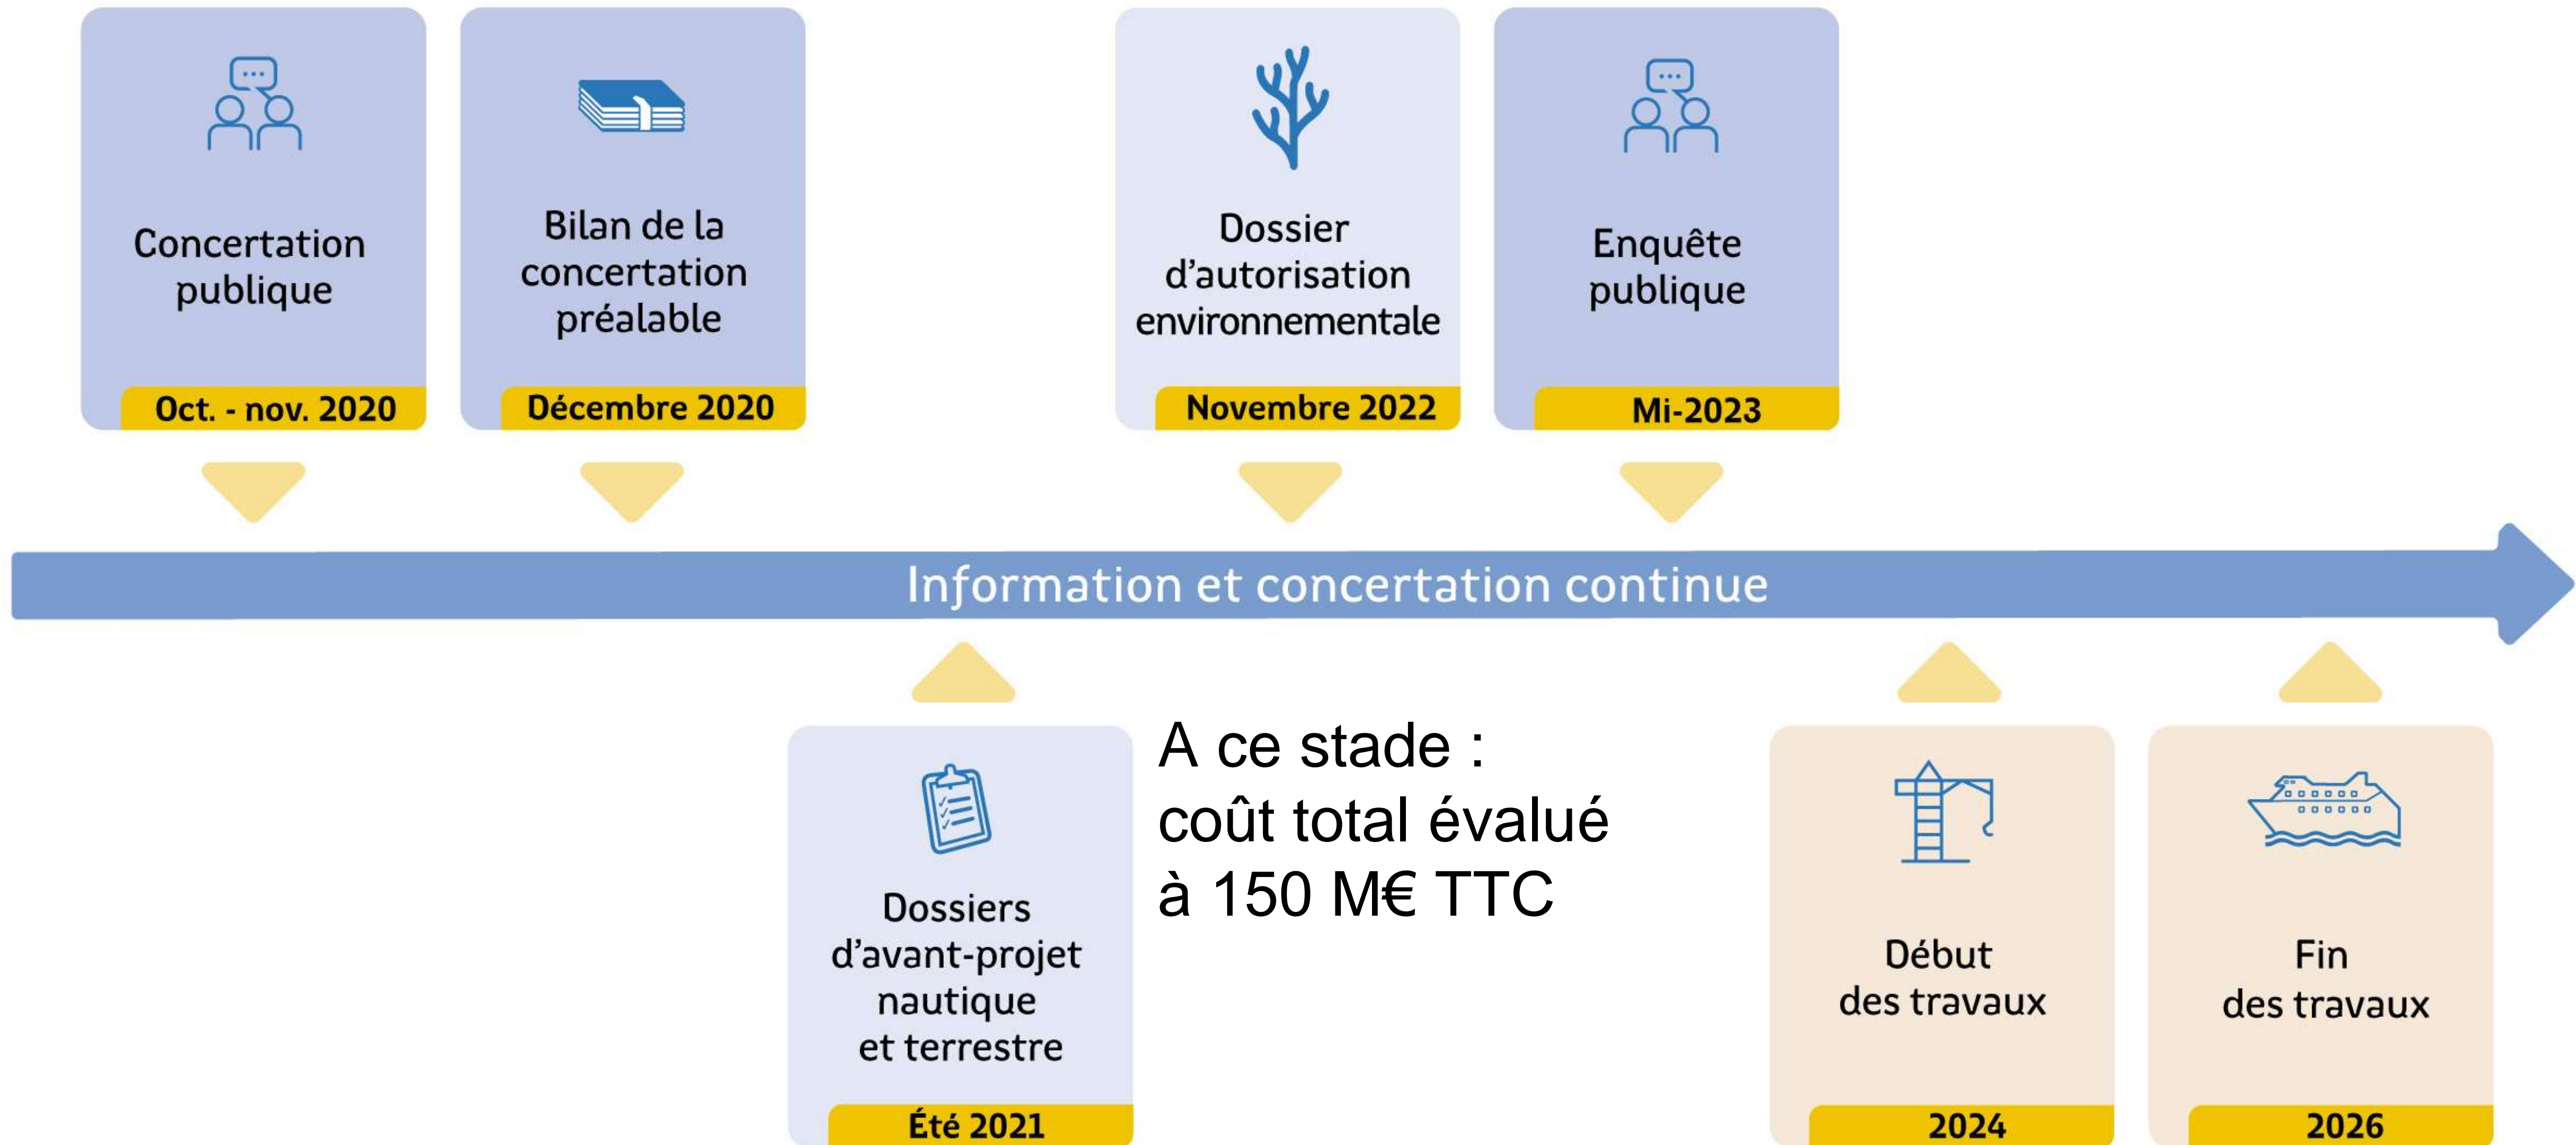 Concertation
publique
Oct. - nov. 2020
Bilan de la
concertation
préalable
Décembre 2020
Dossier
d'autorisation
environnementale
Novembre 2022
Enquête
publique
Mi-2023
Information et concertation continue
Dossiers
d'avant-projet
nautique
et terrestre
Été 2021
A ce stade :
coût total évalué
à 150 M€ TTC
Début
des travaux
2024
Fin
des travaux
2026